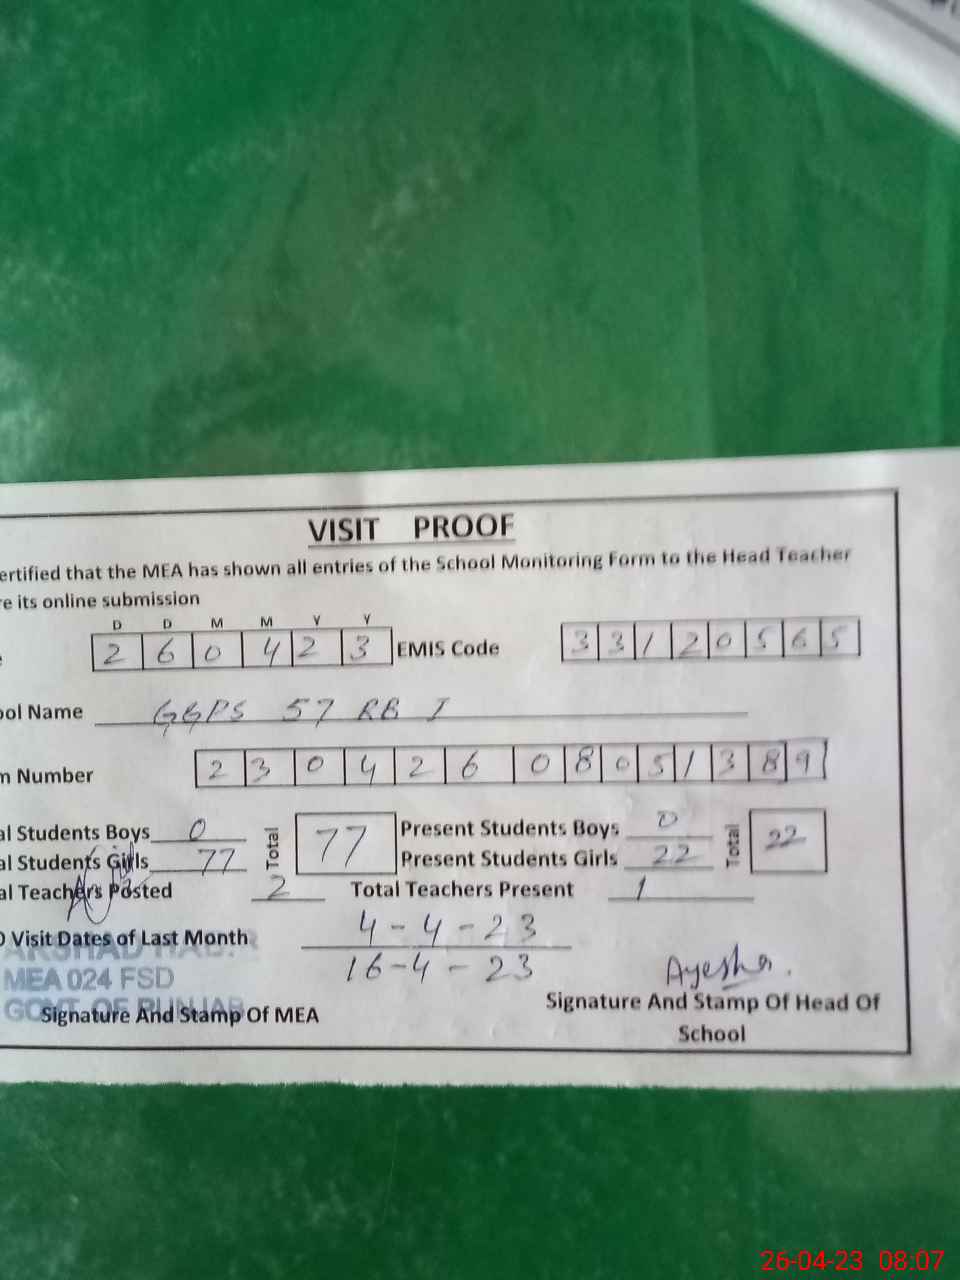 VISIT PROOF
ertified that the MEA has shown all entries of the School Monitoring Form to the Head Teacher
re its online submission
D D M M Y Y
2 6 0 4 2 3 EMIS Code 3 3 1 2 0 5 6 5
ool Name GGPS 57 RB I
m Number 2 3 0 4 2 6 0 8 0 5 1 3 8 9
al Students Boys 0 Total 77 Present Students Boys 0 Total 22
al Students Girls 77 Present Students Girls 22
al Teachers Posted 2 Total Teachers Present 1
O Visit Dates of Last Month 4-4-23
16-4-23
ARSHAD
MEA 024 FSD
GOVT OF PUNJAB
Ayesha.
Signature And Stamp Of MEA
Signature And Stamp Of Head Of
School
26-04-23 08:07